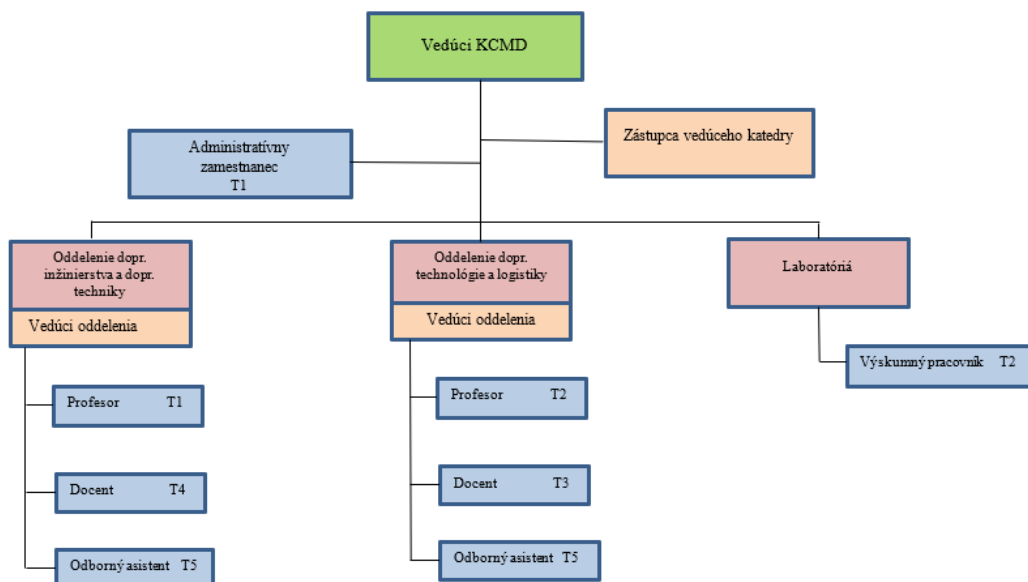 Vedúci KCMD
Zástupca vedúceho katedry
Administratívny
zamestnanec
T1
Oddelenie dopr.
inžinierstva a dopr.
techniky
Vedúci oddelenia
Profesor T1
Docent T4
Odborný asistent T5
Oddelenie dopr.
technológie a logistiky
Vedúci oddelenia
Profesor T2
Docent T3
Odborný asistent T5
Laboratóriá
Výskumný pracovník T2